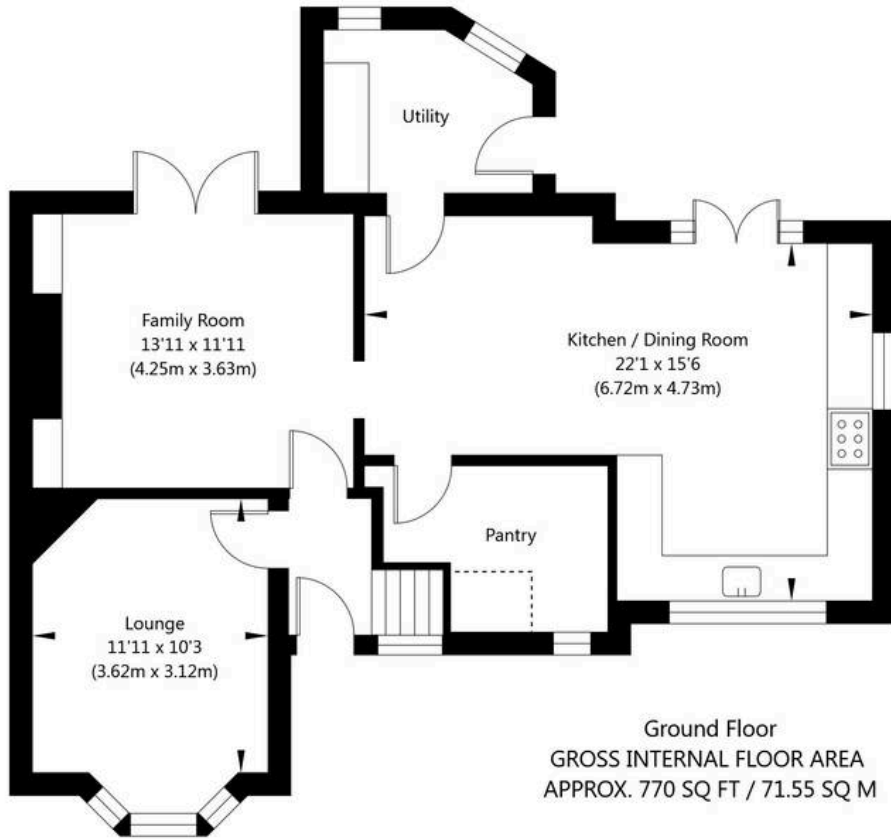 Utility
Family Room
13'11 x 11'11
(4.25m x 3.63m)
Kitchen / Dining Room
22'1 x 15'6
(6.72m x 4.73m)
Pantry
Lounge
11'11 x 10'3
(3.62m x 3.12m)
Ground Floor
GROSS INTERNAL FLOOR AREA
APPROX. 770 SQ FT / 71.55 SQ M